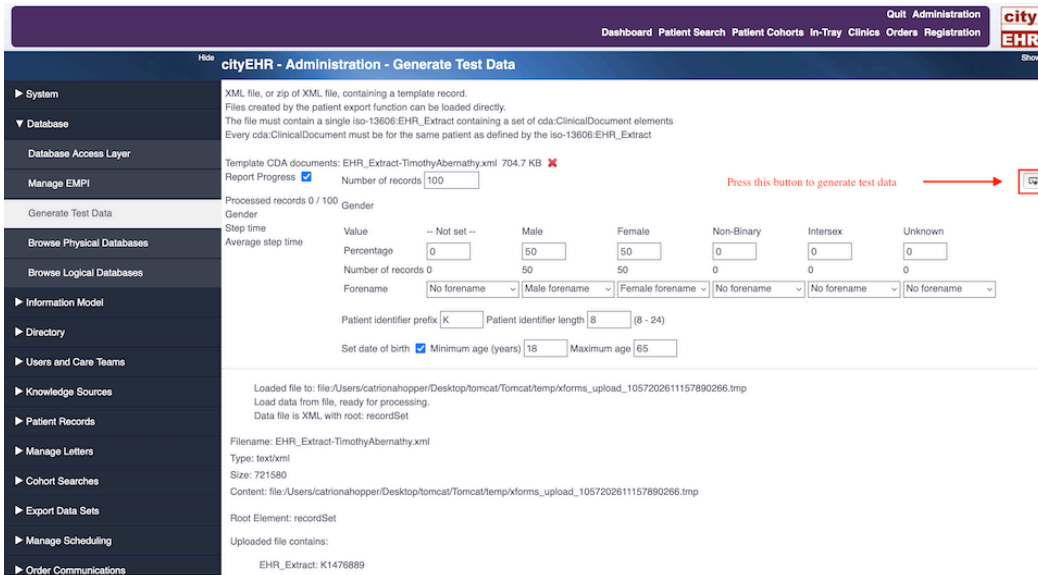 Quit Administration
Dashboard Patient Search Patient Cohorts In-Tray Clinics Orders Registration
city
EHR
Hide
cityEHR - Administration - Generate Test Data
Show
▶ System
▼ Database
Database Access Layer
Manage EMPI
Generate Test Data
Browse Physical Databases
Browse Logical Databases
▶ Information Model
▶ Directory
▶ Users and Care Teams
▶ Knowledge Sources
▶ Patient Records
▶ Manage Letters
▶ Cohort Searches
▶ Export Data Sets
▶ Manage Scheduling
▶ Order Communications
XML file, or zip of XML file, containing a template record.
Files created by the patient export function can be loaded directly.
The file must contain a single iso-13606:EHR_Extract containing a set of cda:ClinicalDocument elements
Every cda:ClinicalDocument must be for the same patient as defined by the iso-13606:EHR_Extract
Template CDA documents: EHR_Extract-TimothyAbernathy.xml 704.7 KB
Report Progress
Number of records 100
Press this button to generate test data
Processed records 0 / 100
Gender
Step time
Average step time
Gender
Value -- Not set -- Male Female Non-Binary Intersex Unknown
Percentage 0 50 50 0 0 0
Number of records 0 50 50 0 0 0
Forename No forename Male forename Female forename No forename No forename No forename
Patient identifier prefix K Patient identifier length 8 (8 - 24)
Set date of birth Minimum age (years) 18 Maximum age 65
Loaded file to: file:/Users/catrionahopper/Desktop/tomcat/Tomcat/temp/xforms_upload_1057202611157890266.tmp
Load data from file, ready for processing.
Data file is XML with root: recordSet
Filename: EHR_Extract-TimothyAbernathy.xml
Type: text/xml
Size: 721580
Content: file:/Users/catrionahopper/Desktop/tomcat/Tomcat/temp/xforms_upload_1057202611157890266.tmp
Root Element: recordSet
Uploaded file contains:
EHR_Extract: K1476889